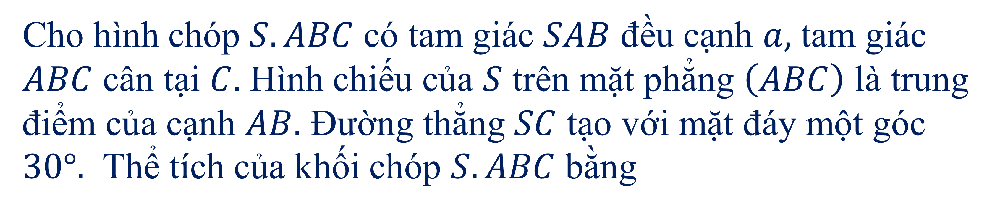 Cho hình chóp S.ABC có tam giác SAB đều cạnh a, tam giác
ABC cân tại C. Hình chiếu của S trên mặt phẳng (ABC) là trung
điểm của cạnh AB. Đường thẳng SC tạo với mặt đáy một góc
30°. Thể tích của khối chóp S.ABC bằng